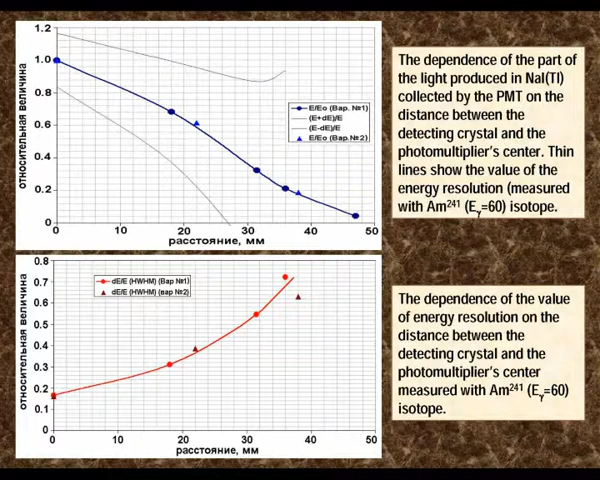 1.2
1
0.8
0.6
0.4
0.2
0
0
10
20
30
40
50
относительная величина
расстояние, мм
E/Eo (Вар. №1)
(E+dE)/E
(E-dE)/E
E/Eo (Вар.№2)
The dependence of the part
of the light produced in NaI(Tl)
collected by the PMT on the
distance between the
detecting crystal and the
photomultiplier's center. Thin
lines show the value of the
energy resolution (measured
with Am²⁴¹ (Eᵧ=60) isotope.
0.8
0.7
0.6
0.5
0.4
0.3
0.2
0.1
0
0
10
20
30
40
50
относительная величина
расстояние, мм
dE/E (HWHM) (Вар №1)
dE/E (HWHM) (вар №2)
The dependence of the value
of energy resolution on the
distance between the
detecting crystal and the
photomultiplier's center
measured with Am²⁴¹ (Eᵧ=60)
isotope.